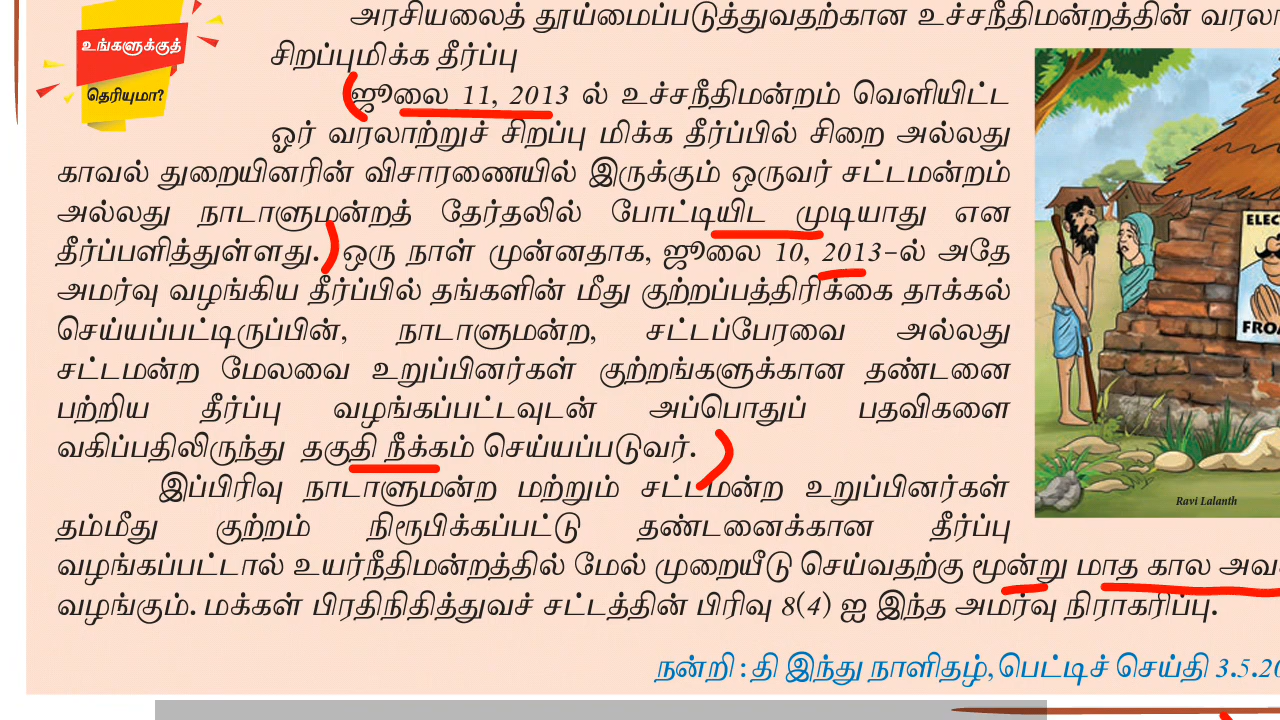 உங்களுக்குத்
தெரியுமா?
அரசியலைத் தூய்மைப்படுத்துவதற்கான உச்சநீதிமன்றத்தின்
சிறப்புமிக்க தீர்ப்பு
ஜூலை 11, 2013 ல் உச்சநீதிமன்றம் வெளியிட்ட
ஓர் வரலாற்றுச் சிறப்பு மிக்க தீர்ப்பில் சிறை அல்லது
காவல் துறையினரின் விசாரணையில் இருக்கும் ஒருவர் சட்டமன்றம்
அல்லது நாடாளுமன்றத் தேர்தலில் போட்டியிட முடியாது என
தீர்ப்பளித்துள்ளது. ஒரு நாள் முன்னதாக, ஜூலை 10, 2013–ல் அதே
அமர்வு வழங்கிய தீர்ப்பில் தங்களின் மீது குற்றப்பத்திரிக்கை தாக்கல்
செய்யப்பட்டிருப்பின், நாடாளுமன்ற, சட்டப்பேரவை அல்லது
சட்டமன்ற மேலவை உறுப்பினர்கள் குற்றங்களுக்கான தண்டனை
பற்றிய தீர்ப்பு வழங்கப்பட்டவுடன் அப்பொதுப் பதவிகளை
வகிப்பதிலிருந்து தகுதி நீக்கம் செய்யப்படுவர்.
இப்பிரிவு நாடாளுமன்ற மற்றும் சட்டமன்ற உறுப்பினர்கள்
தம்மீது குற்றம் நிரூபிக்கப்பட்டு தண்டனைக்கான தீர்ப்பு
வழங்கப்பட்டால் உயர்நீதிமன்றத்தில் மேல் முறையீடு செய்வதற்கு மூன்று மாத கால
வழங்கும். மக்கள் பிரதிநிதித்துவச் சட்டத்தின் பிரிவு 8(4) ஐ இந்த அமர்வு நிராகரிப்பு.
நன்றி : தி இந்து நாளிதழ், பெட்டிச் செய்தி
ELEC
FRO
Ravi Lalanth